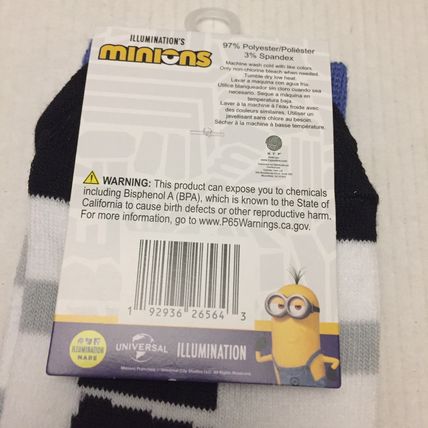 ILLUMINATION'S
minions
97% Polyester/Poliéster
3% Spandex
Machine wash cold with like colors.
Only non-chlorine bleach when needed.
Tumble dry low heat.
Lavar a maquina con agua fria.
Utilice blanqueador sin cloro cuando sea
necesario. Seque a máquina en
temperatura baja.
Laver à la machine à l'eau froide avec
des couleurs similaires. Utiliser un
javellisant sans chlore au besoin.
Sécher à la machine à basse température.
WARNING: This product can expose you to chemicals
including Bisphenol A (BPA), which is known to the State of
California to cause birth defects or other reproductive harm.
For more information, go to www.P65Warnings.ca.gov.
1 92936 26564 3
ILLUMINATION
UNIVERSAL
ILLUMINATION